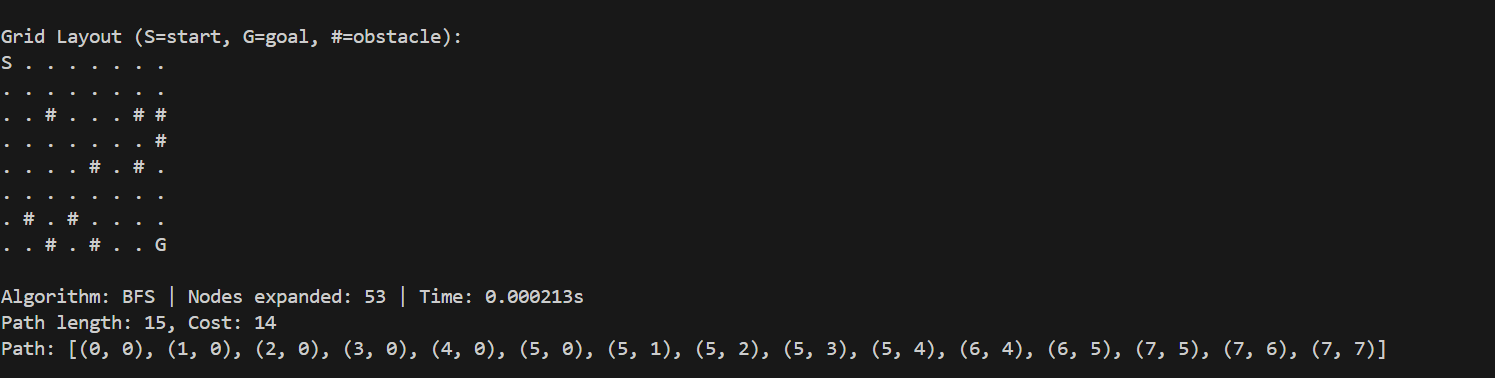 Grid Layout (S=start, G=goal, #=obstacle):
S . . . . . . .
. . . . . . . .
. . # . . . # #
. . . . . . . #
. . . . # . # .
. . . . . . . .
. # . # . . . .
. . # . # . . G
Algorithm: BFS | Nodes expanded: 53 | Time: 0.000213s
Path length: 15, Cost: 14
Path: [(0, 0), (1, 0), (2, 0), (3, 0), (4, 0), (5, 0), (5, 1), (5, 2), (5, 3), (5, 4), (6, 4), (6, 5), (7, 5), (7, 6), (7, 7)]